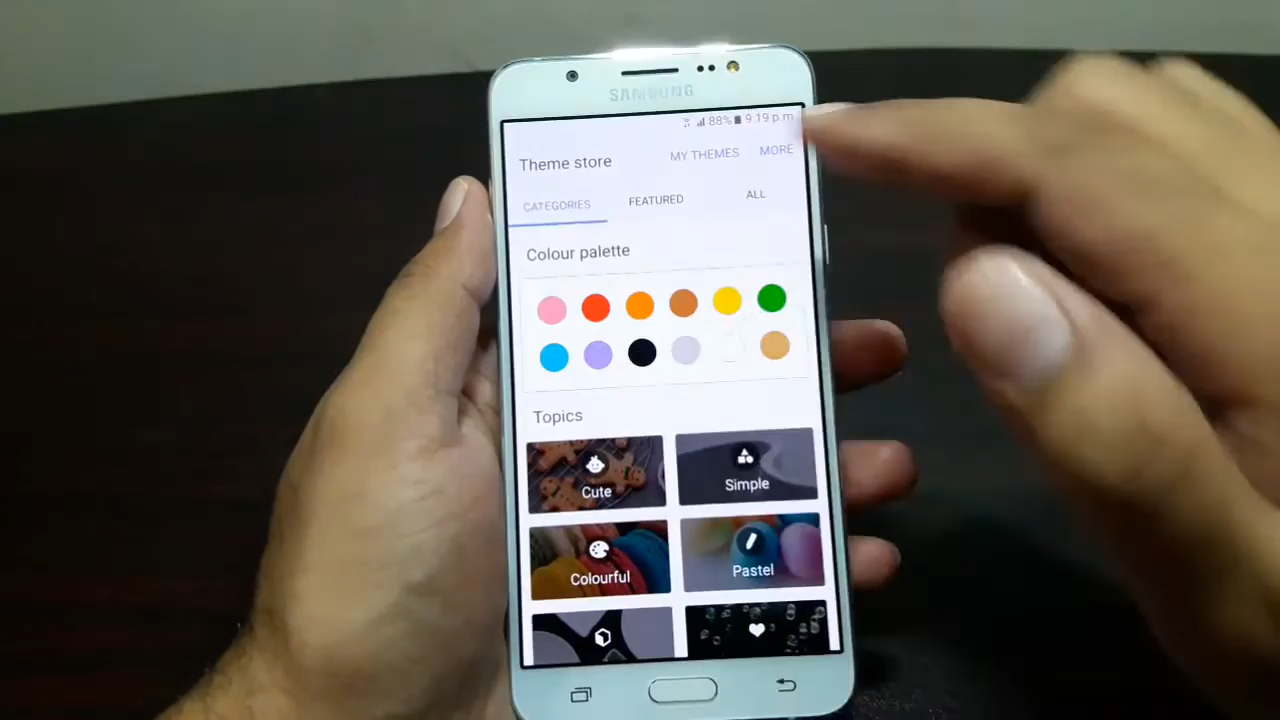 SAMSUNG
88% 9:19 p.m
Theme store MY THEMES MORE
CATEGORIES FEATURED ALL
Colour palette
Topics
Cute Simple
Colourful Pastel